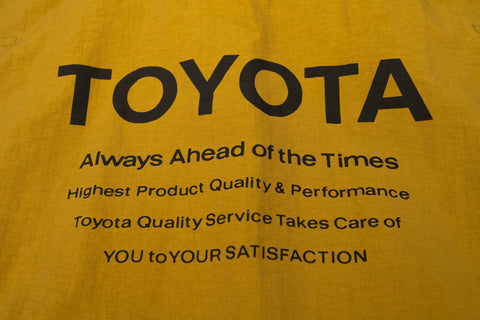 TOYOTA
Always Ahead Of the Times
Highest Product Quality & Performance
Toyota Quality Service Takes Care of
YOU to YOUR SATISFACTION